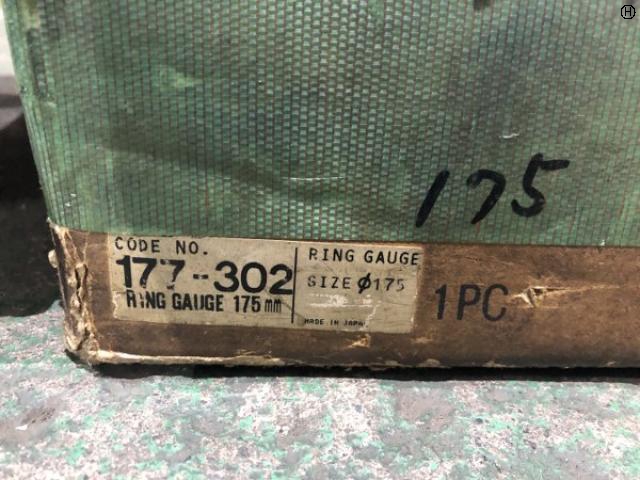 H
175
CODE NO.
177-302
RING GAUGE 175mm
RING GAUGE
SIZE ϕ175
MADE IN JAPAN
1PC